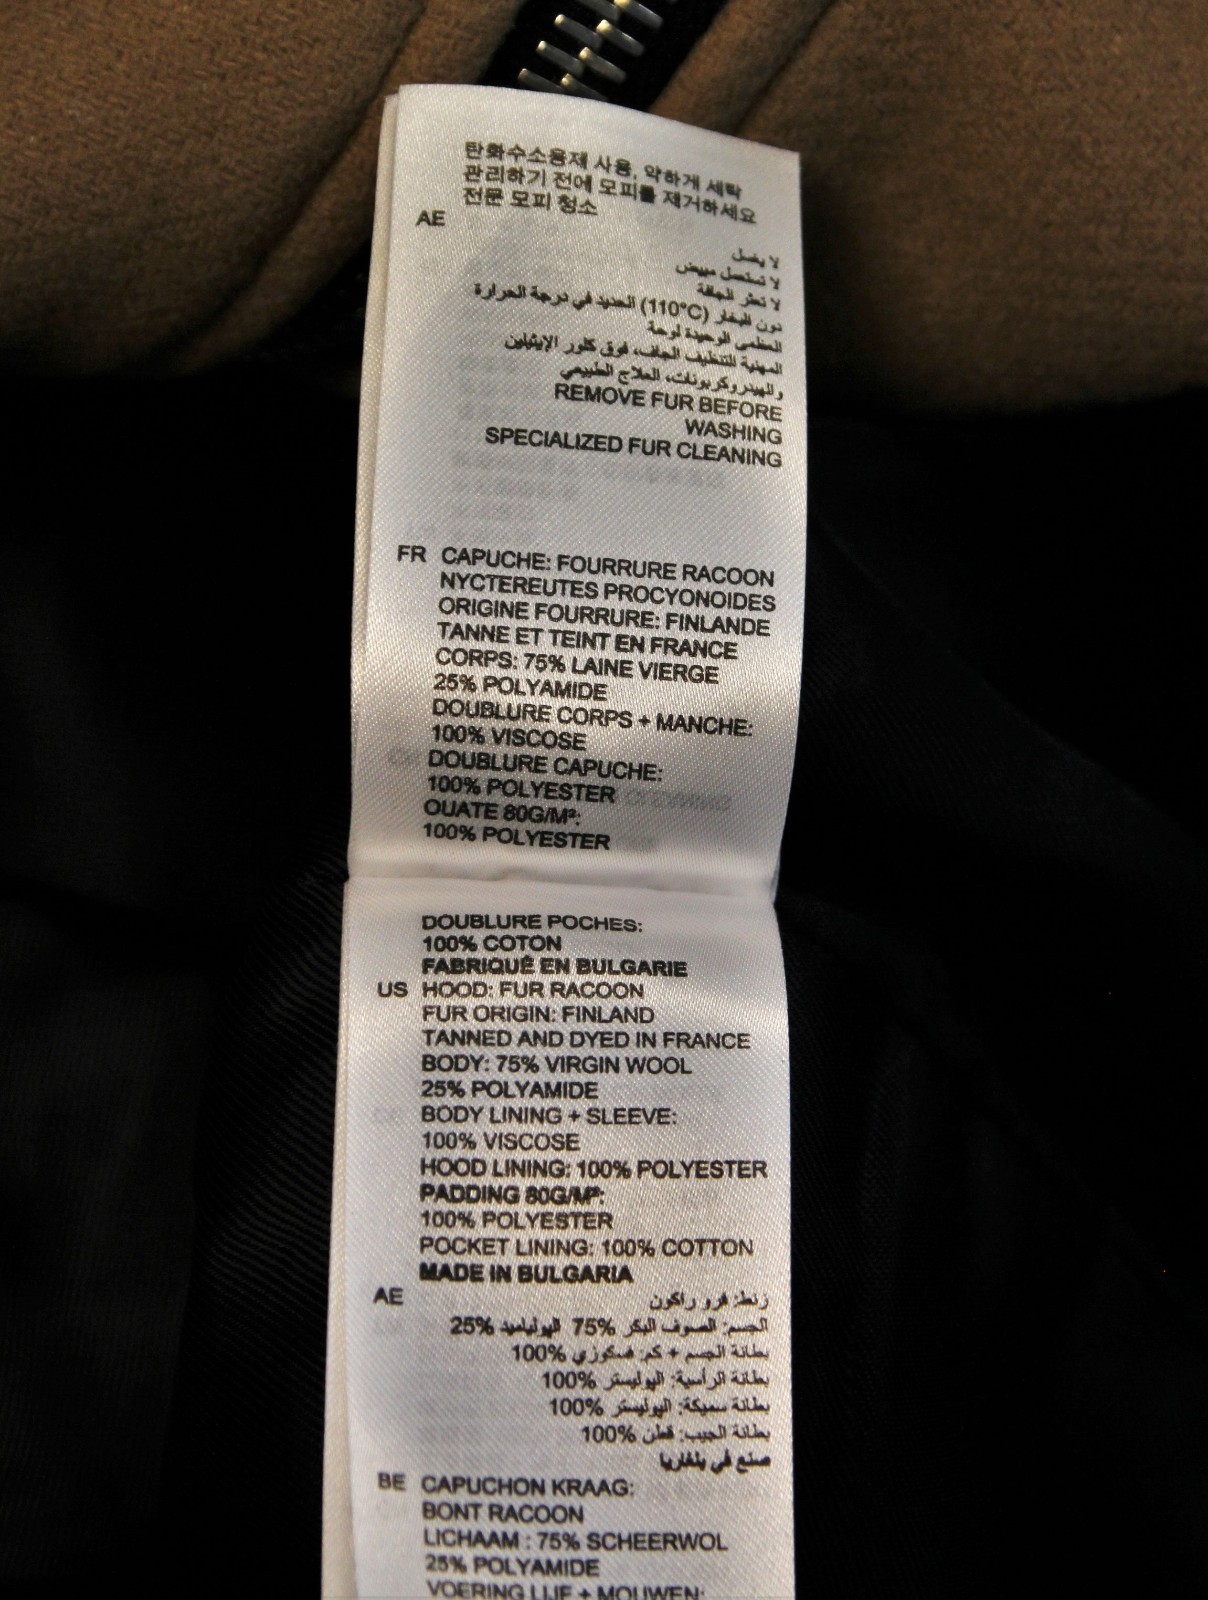 탄화수소용제 사용, 약하게 세탁
관리하기 전에 모피를 제거하세요
전문 모피 청소
AE
لا يغسل
لا تستعمل مبيض
لا تعثر الجافة
دون البخار (110°C) الحديد في درجة الحرارة
العظمى الوحيدة لوحة
المهنية للتنظيف الجاف، فوق كلور الإيثيلين
والهيدروكربونات، العلاج الطبيعي
REMOVE FUR BEFORE
WASHING
SPECIALIZED FUR CLEANING
FR CAPUCHE: FOURRURE RACOON
NYCTEREUTES PROCYONOIDES
ORIGINE FOURRURE: FINLANDE
TANNE ET TEINT EN FRANCE
CORPS: 75% LAINE VIERGE
25% POLYAMIDE
DOUBLURE CORPS + MANCHE:
100% VISCOSE
DOUBLURE CAPUCHE:
100% POLYESTER
OUATE 80G/M²:
100% POLYESTER
DOUBLURE POCHES:
100% COTON
FABRIQUÉ EN BULGARIE
US HOOD: FUR RACOON
FUR ORIGIN: FINLAND
TANNED AND DYED IN FRANCE
BODY: 75% VIRGIN WOOL
25% POLYAMIDE
BODY LINING + SLEEVE:
100% VISCOSE
HOOD LINING: 100% POLYESTER
PADDING 80G/M²:
100% POLYESTER
POCKET LINING: 100% COTTON
MADE IN BULGARIA
AE فرو راكون
الجسم: الصوف البكر 75% البولياميد 25%
بطانة الجسم + كم: فسكوزي 100%
بطانة الرأسية: البوليستر 100%
بطانة سميكة: البوليستر 100%
بطانة الجيب: قطن 100%
صنع في بلغاريا
BE CAPUCHON KRAAG:
BONT RACOON
LICHAAM : 75% SCHEERWOL
25% POLYAMIDE
VOERING LIJF + MOUWEN: